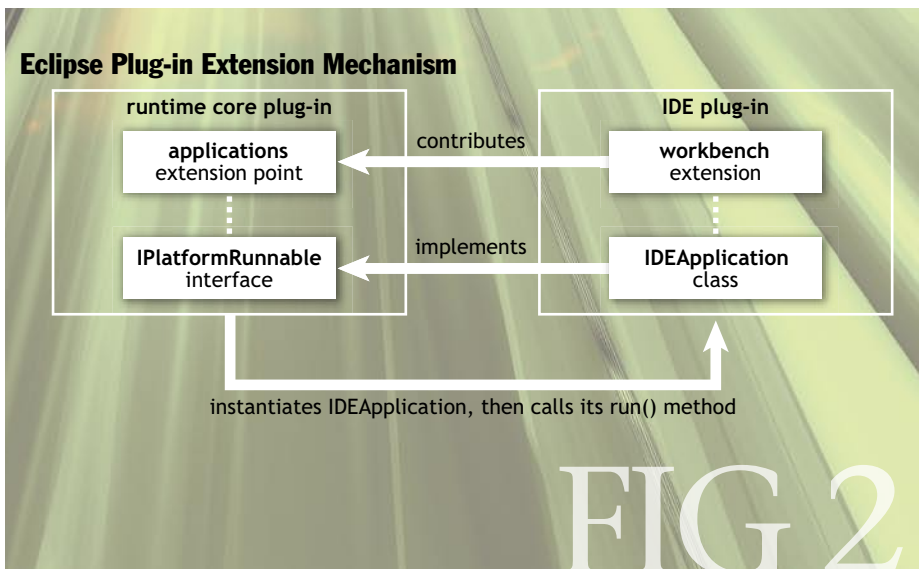 Eclipse Plug-in Extension Mechanism
runtime core plug-in
IDE plug-in
applications
extension point
contributes
workbench
extension
IPlatformRunnable
interface
implements
IDEApplication
class
instantiates IDEApplication, then calls its run() method
FIG 2